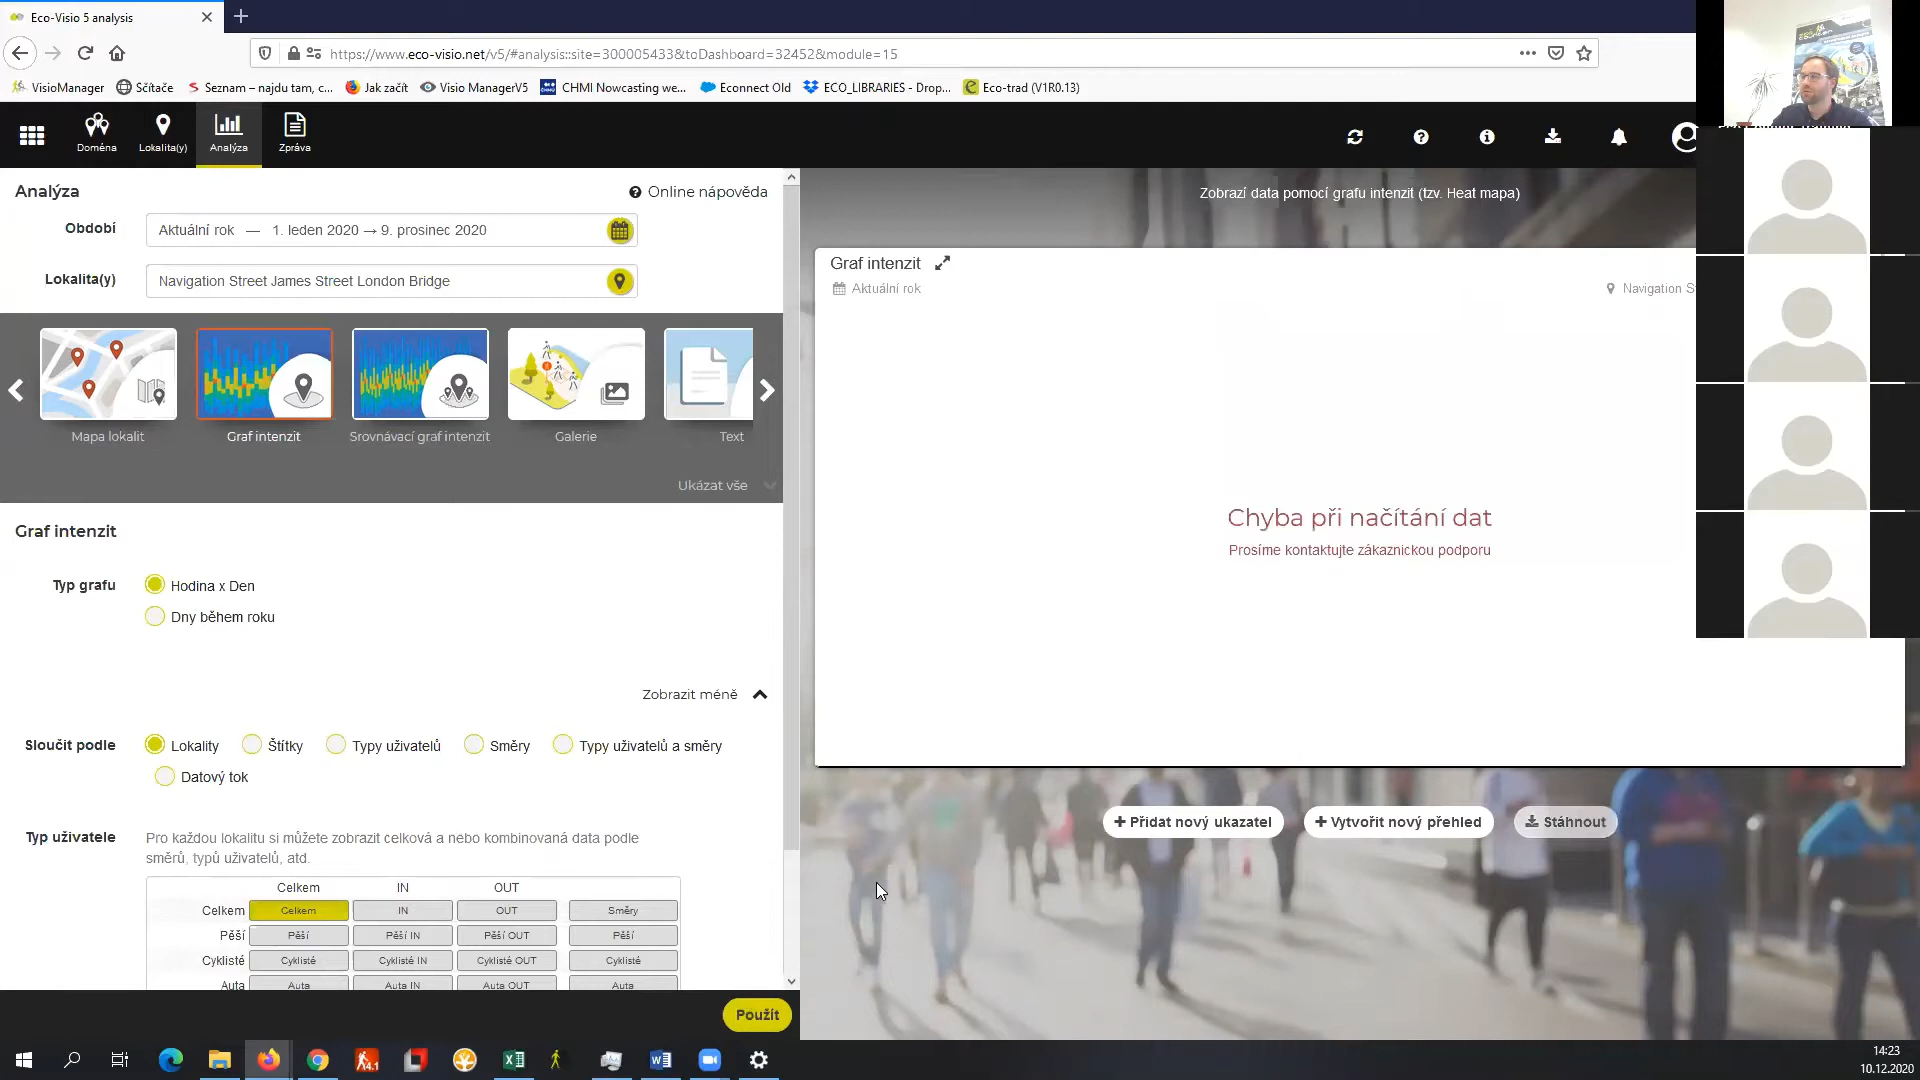 Eco-Visio 5 analysis
https://www.eco-visio.net/v5/#analysis::site=300005433&toDashboard=32452&module=15
VisioManager
Sčítače
Seznam – najdu tam, c...
Jak začít
Visio ManagerV5
CHMI Nowcasting we...
Econnect Old
ECO_LIBRARIES - Drop...
Eco-trad (V1R0.13)
Doména
Lokalita(y)
Analýza
Zpráva
Analýza
Online nápověda
Období
Aktuální rok — 1. leden 2020 → 9. prosinec 2020
Lokalita(y)
Navigation Street James Street London Bridge
Mapa lokalit
Graf intenzit
Srovnávací graf intenzit
Galerie
Text
Ukázat vše
Graf intenzit
Typ grafu
Hodina x Den
Dny během roku
Zobrazit méně
Sloučit podle
Lokality
Štítky
Typy uživatelů
Směry
Typy uživatelů a směry
Datový tok
Typ uživatele
Pro každou lokalitu si můžete zobrazit celková a nebo kombinovaná data podle
směrů, typů uživatelů, atd.
Celkem IN OUT
Celkem Celkem IN OUT Směry
Pěší Pěší Pěší IN Pěší OUT Pěší
Cyklisté Cyklisté Cyklisté IN Cyklisté OUT Cyklisté
Auta Auta Auta IN Auta OUT Auta
Použít
Zobrazí data pomocí grafu intenzit (tzv. Heat mapa)
Graf intenzit
Aktuální rok
Navigation S
Chyba při načítání dat
Prosíme kontaktujte zákaznickou podporu
+ Přidat nový ukazatel
+ Vytvořit nový přehled
Stáhnout
4.1
14:23
10.12.2020